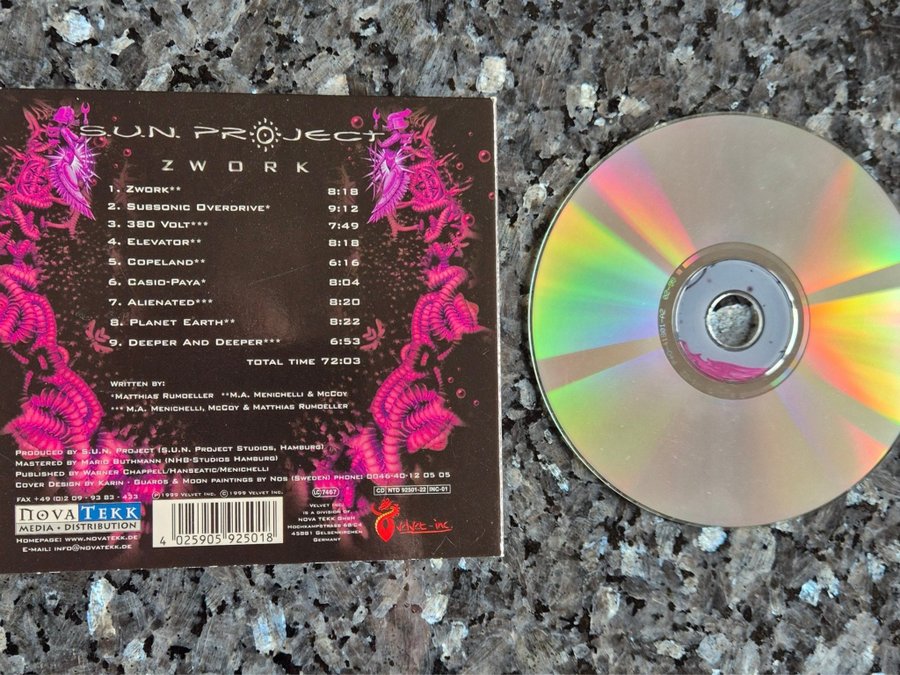 S.U.N. PROJECT
ZWORK
1. ZWORK** 8:18
2. SUBSONIC OVERDRIVE* 9:12
3. 380 VOLT*** 7:49
4. ELEVATOR** 8:18
5. COPELAND** 6:16
6. CASIO-PAYA* 8:04
7. ALIENATED*** 8:20
8. PLANET EARTH** 8:22
9. DEEPER AND DEEPER*** 6:53
TOTAL TIME 72:03
WRITTEN BY:
*MATTHIAS RUMOELLER **M.A. MENICHELLI & MCCOY
*** M.A. MENICHELLI, MCCOY & MATTHIAS RUMOELLER
PRODUCED BY S.U.N. PROJECT (S.U.N. PROJECT STUDIOS, HAMBURG)
MASTERED BY MARIO BUTHMANN (NHB-STUDIOS HAMBURG)
PUBLISHED BY WARNER CHAPPELL/HANSEATIC/MENICHELLI
COVER DESIGN BY KARIN - GUAROS & MOON PAINTINGS BY NOS (SWEDEN) PHONE: 0046-40-12 05 05
FAX +49 (0)2 09 - 93 83 - 433
℗ 1999 VELVET INC. © 1999 VELVET INC.
LC 7457
CD NTD 92501-22 INC-01
NOVA TEKK
MEDIA + DISTRIBUTION
HOMEPAGE: WWW.NOVATEKK.DE
E-MAIL: INFO@NOVATEKK.DE
4 025905 925018
VELVET INC.
IS A DIVISION OF
NOVA TEKK GMBH
45881 GELSENKIRCHEN
GERMANY
Velvet-inc.